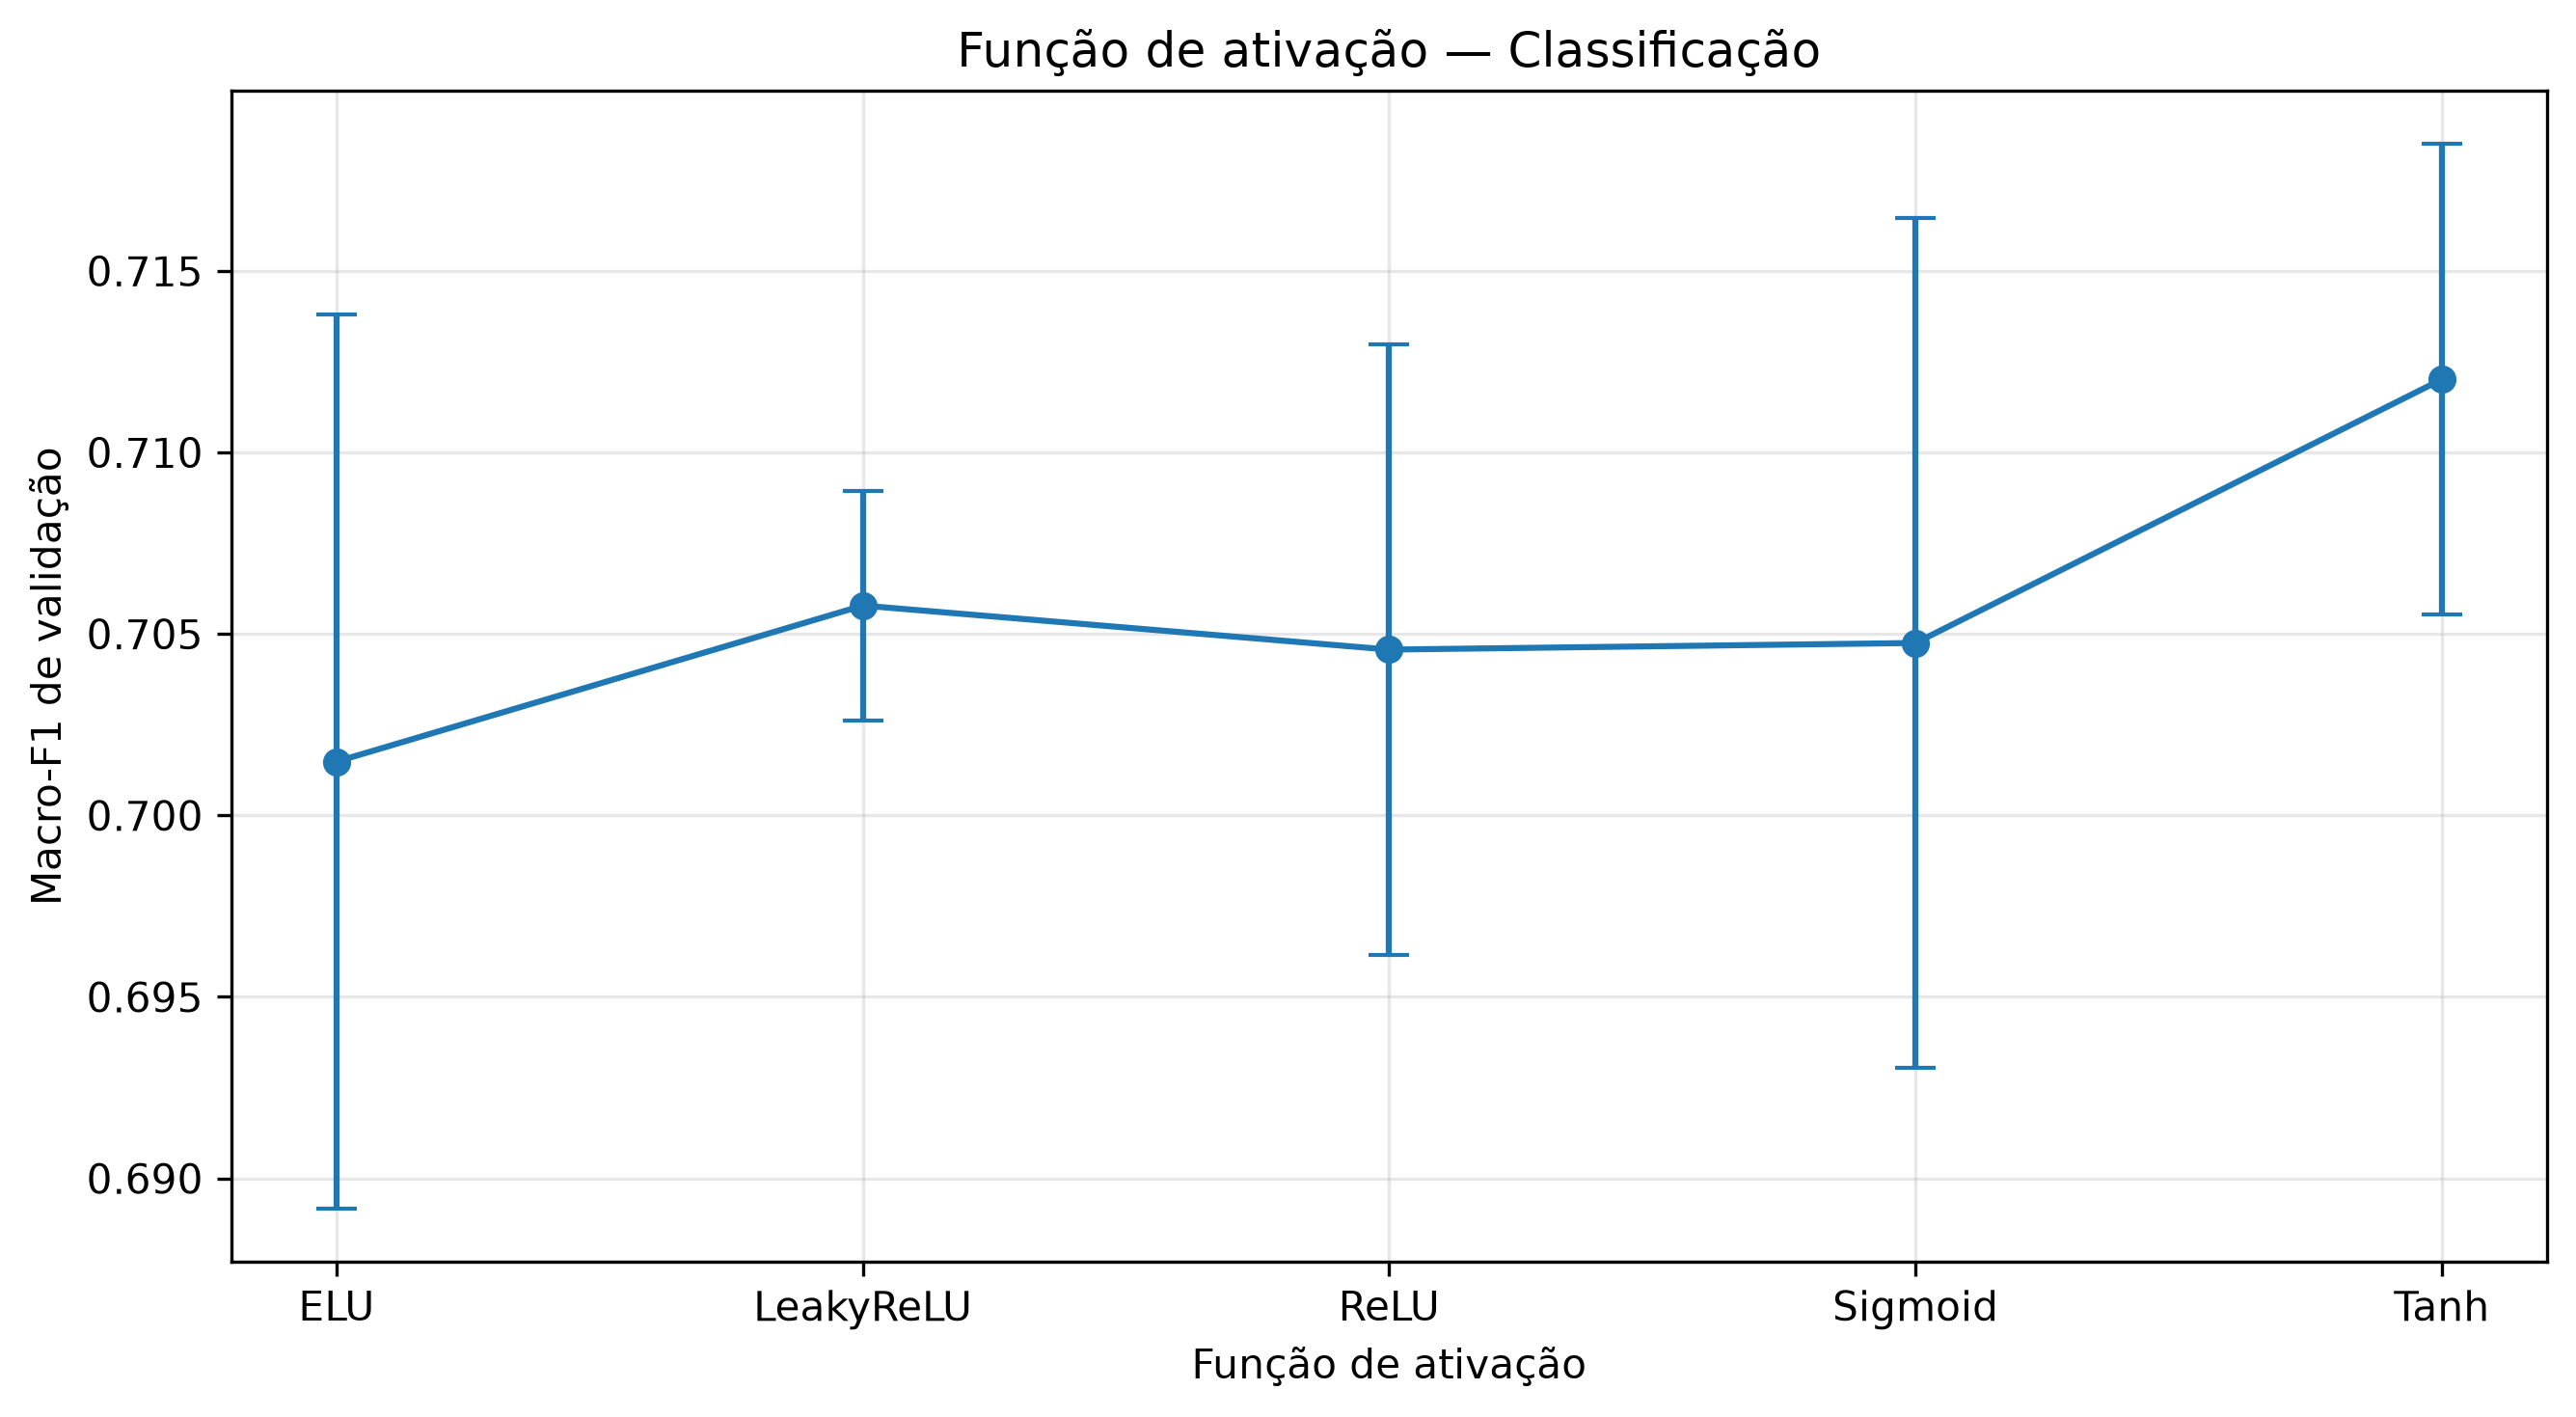 Função de ativação — Classificação
Macro-F1 de validação
0.715
0.710
0.705
0.700
0.695
0.690
ELU LeakyReLU ReLU Sigmoid Tanh
Função de ativação